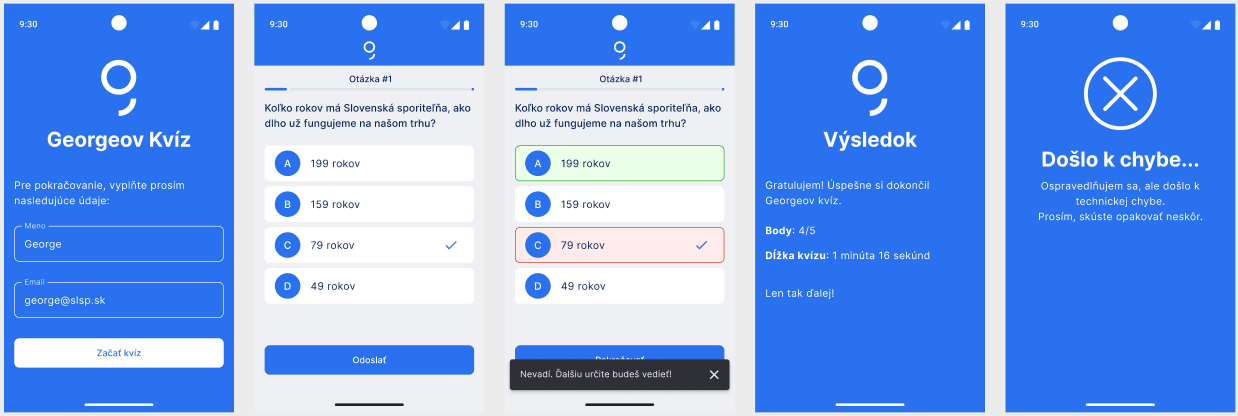 9:30
Georgeov Kvíz
Pre pokračovanie, vyplňte prosím
nasledujúce údaje:
Meno
George
Email
george@slsp.sk
Začať kvíz
9:30
Otázka #1
Koľko rokov má Slovenská sporiteľňa, ako
dlho už fungujeme na našom trhu?
A 199 rokov
B 159 rokov
C 79 rokov
D 49 rokov
Odoslať
9:30
Otázka #1
Koľko rokov má Slovenská sporiteľňa, ako
dlho už fungujeme na našom trhu?
A 199 rokov
B 159 rokov
C 79 rokov
D 49 rokov
Nevadí. Ďalšiu určite budeš vedieť!
9:30
Výsledok
Gratulujem! Úspešne si dokončil
Georgeov kvíz.
Body: 4/5
Dĺžka kvízu: 1 minúta 16 sekúnd
Len tak ďalej!
9:30
Došlo k chybe...
Ospravedlňujem sa, ale došlo k
technickej chybe.
Prosím, skúste opakovať neskôr.